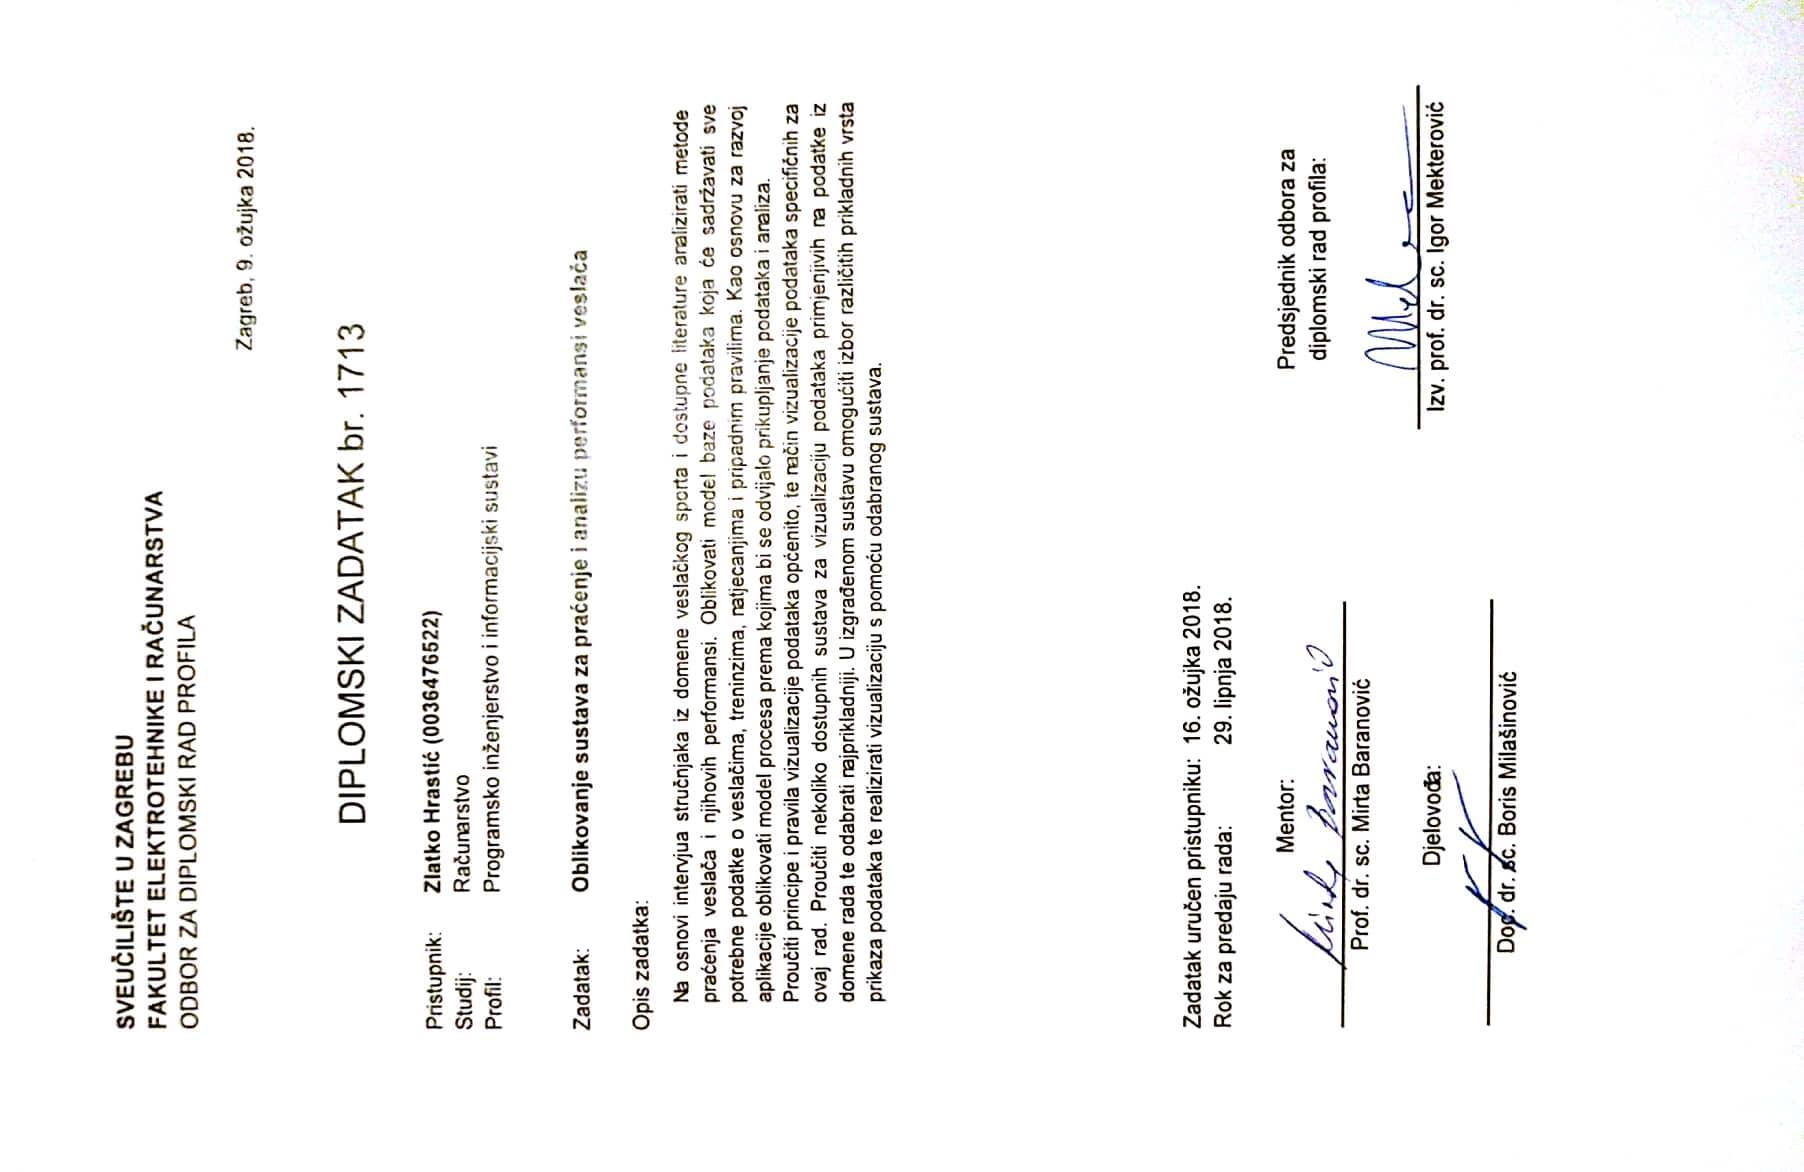 SVEUČILIŠTE U ZAGREBU
FAKULTET ELEKTROTEHNIKE I RAČUNARSTVA
ODBOR ZA DIPLOMSKI RAD PROFILA
Zagreb, 9. ožujka 2018.
DIPLOMSKI ZADATAK br. 1713
Pristupnik: Zlatko Hrastić (0036476522)
Studij: Računarstvo
Profil: Programsko inženjerstvo i informacijski sustavi
Zadatak: Oblikovanje sustava za praćenje i analizu performansi veslača
Opis zadatka:
Na osnovi intervjua stručnjaka iz domene veslačkog sporta i dostupne literature analizirati metode
praćenja veslača i njihovih performansi. Oblikovati model baze podataka koja će sadržavati sve
potrebne podatke o veslačima, treninzima, natjecanjima i pripadnim pravilima. Kao osnovu za razvoj
aplikacije oblikovati model procesa prema kojima bi se odvijalo prikupljanje podataka i analiza.
Proučiti principe i pravila vizualizacije podataka općenito, te način vizualizacije podataka specifičnih za
ovaj rad. Proučiti nekoliko dostupnih sustava za vizualizaciju podataka primjenjivih na podatke iz
domene rada te odabrati najprikladniji. U izgrađenom sustavu omogućiti izbor različitih prikladnih vrsta
prikaza podataka te realizirati vizualizaciju s pomoću odabranog sustava.
Zadatak uručen pristupniku: 16. ožujka 2018.
Rok za predaju rada: 29. lipnja 2018.
Mentor:
Mirta Baranović
Prof. dr. sc. Mirta Baranović
Djelovođa:
Doc. dr. sc. Boris Milašinović
Predsjednik odbora za
diplomski rad profila:
Izv. prof. dr. sc. Igor Mekterović